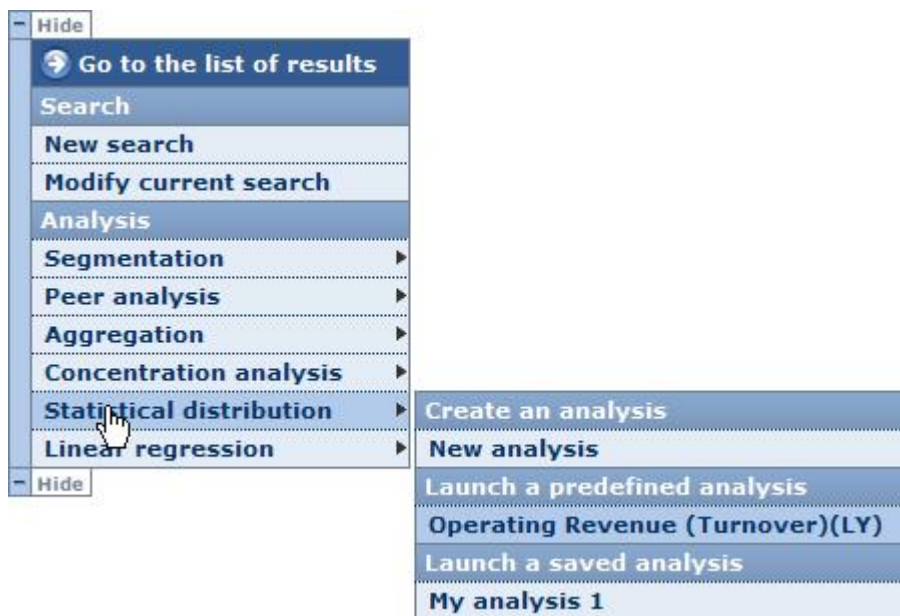 Hide
Go to the list of results
Search
New search
Modify current search
Analysis
Segmentation
Peer analysis
Aggregation
Concentration analysis
Statistical distribution
Linear regression
Hide
Create an analysis
New analysis
Launch a predefined analysis
Operating Revenue (Turnover)(LY)
Launch a saved analysis
My analysis 1